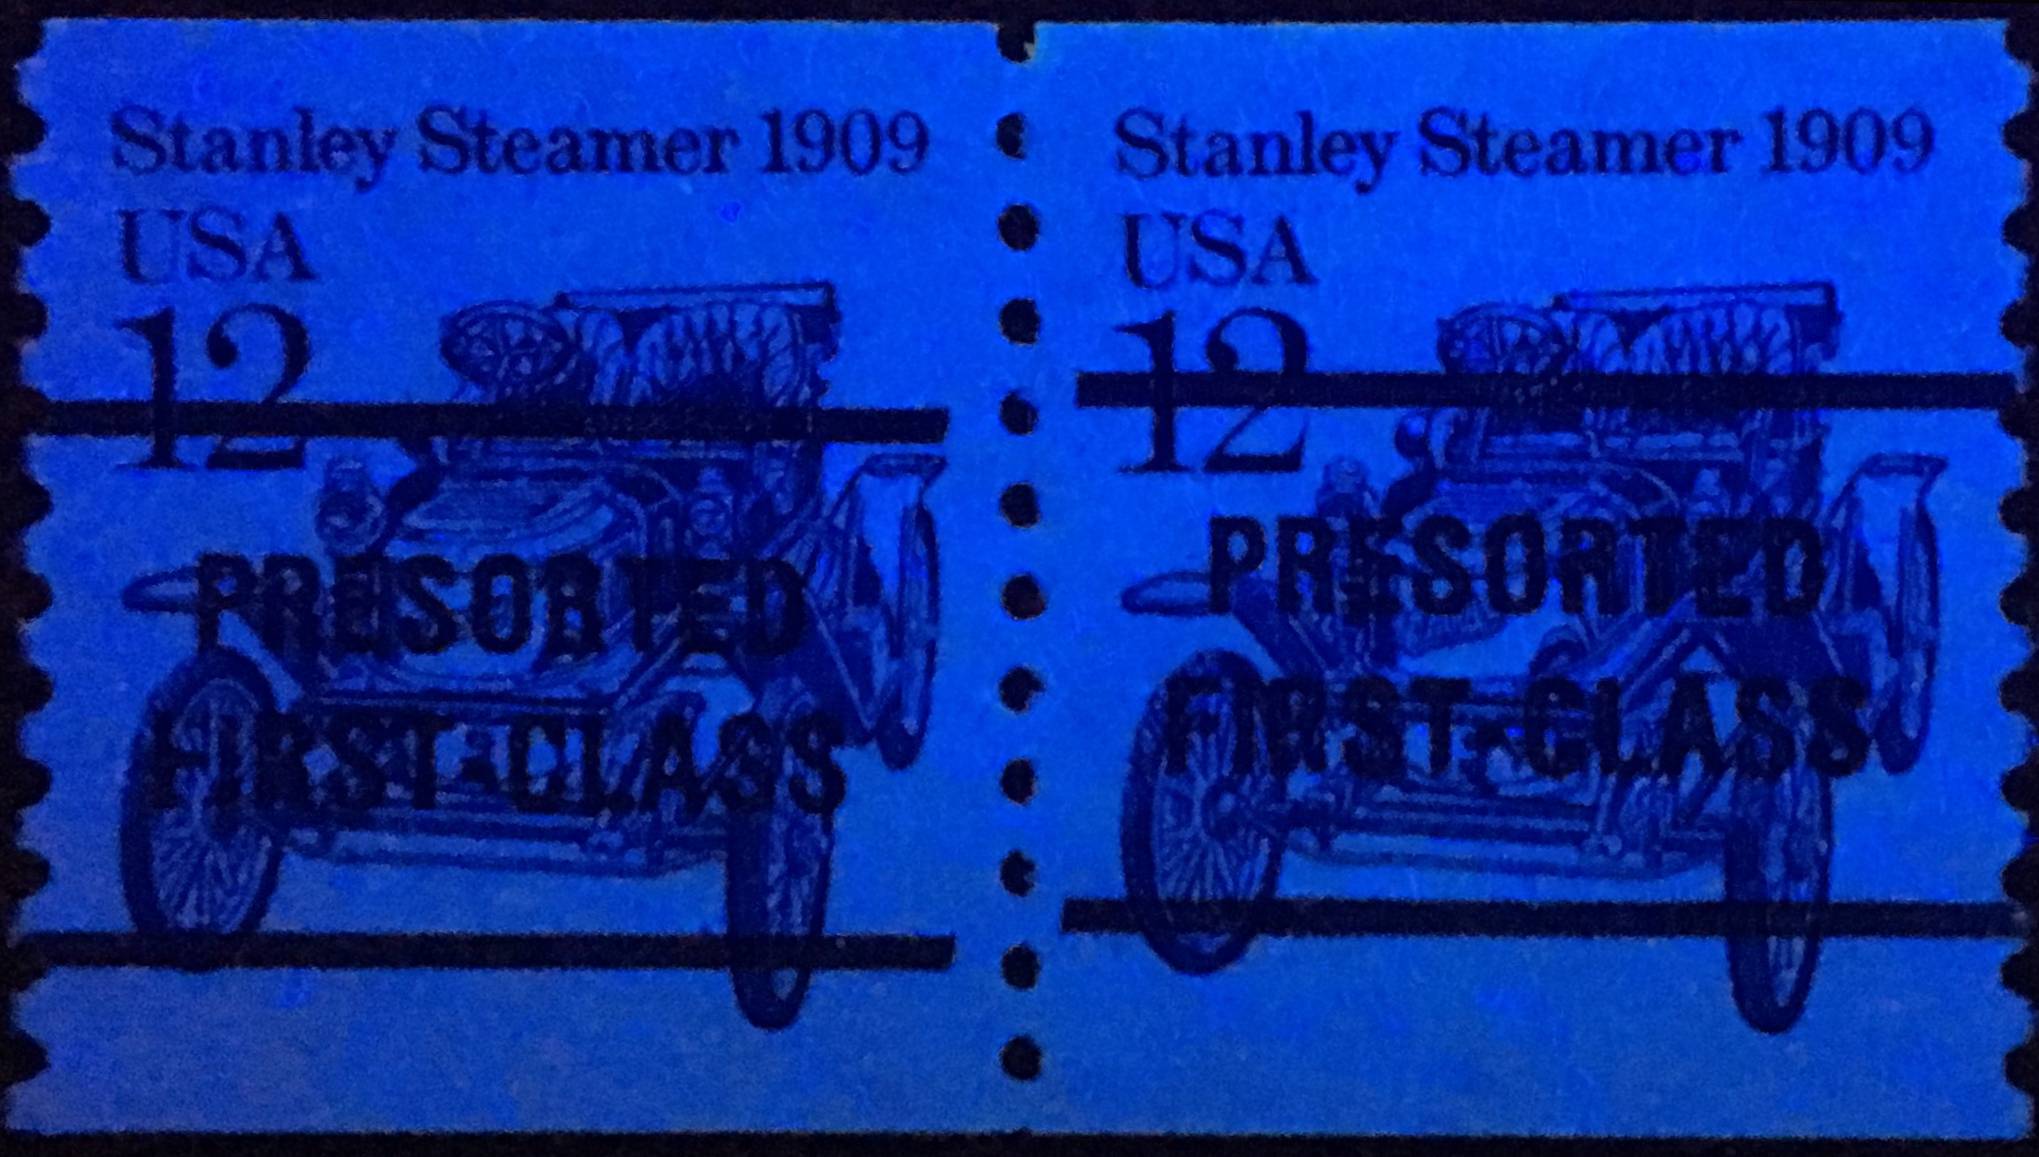 Stanley Steamer 1909
USA
12
PRESORTED
FIRST-CLASS
Stanley Steamer 1909
USA
12
PRESORTED
FIRST-CLASS